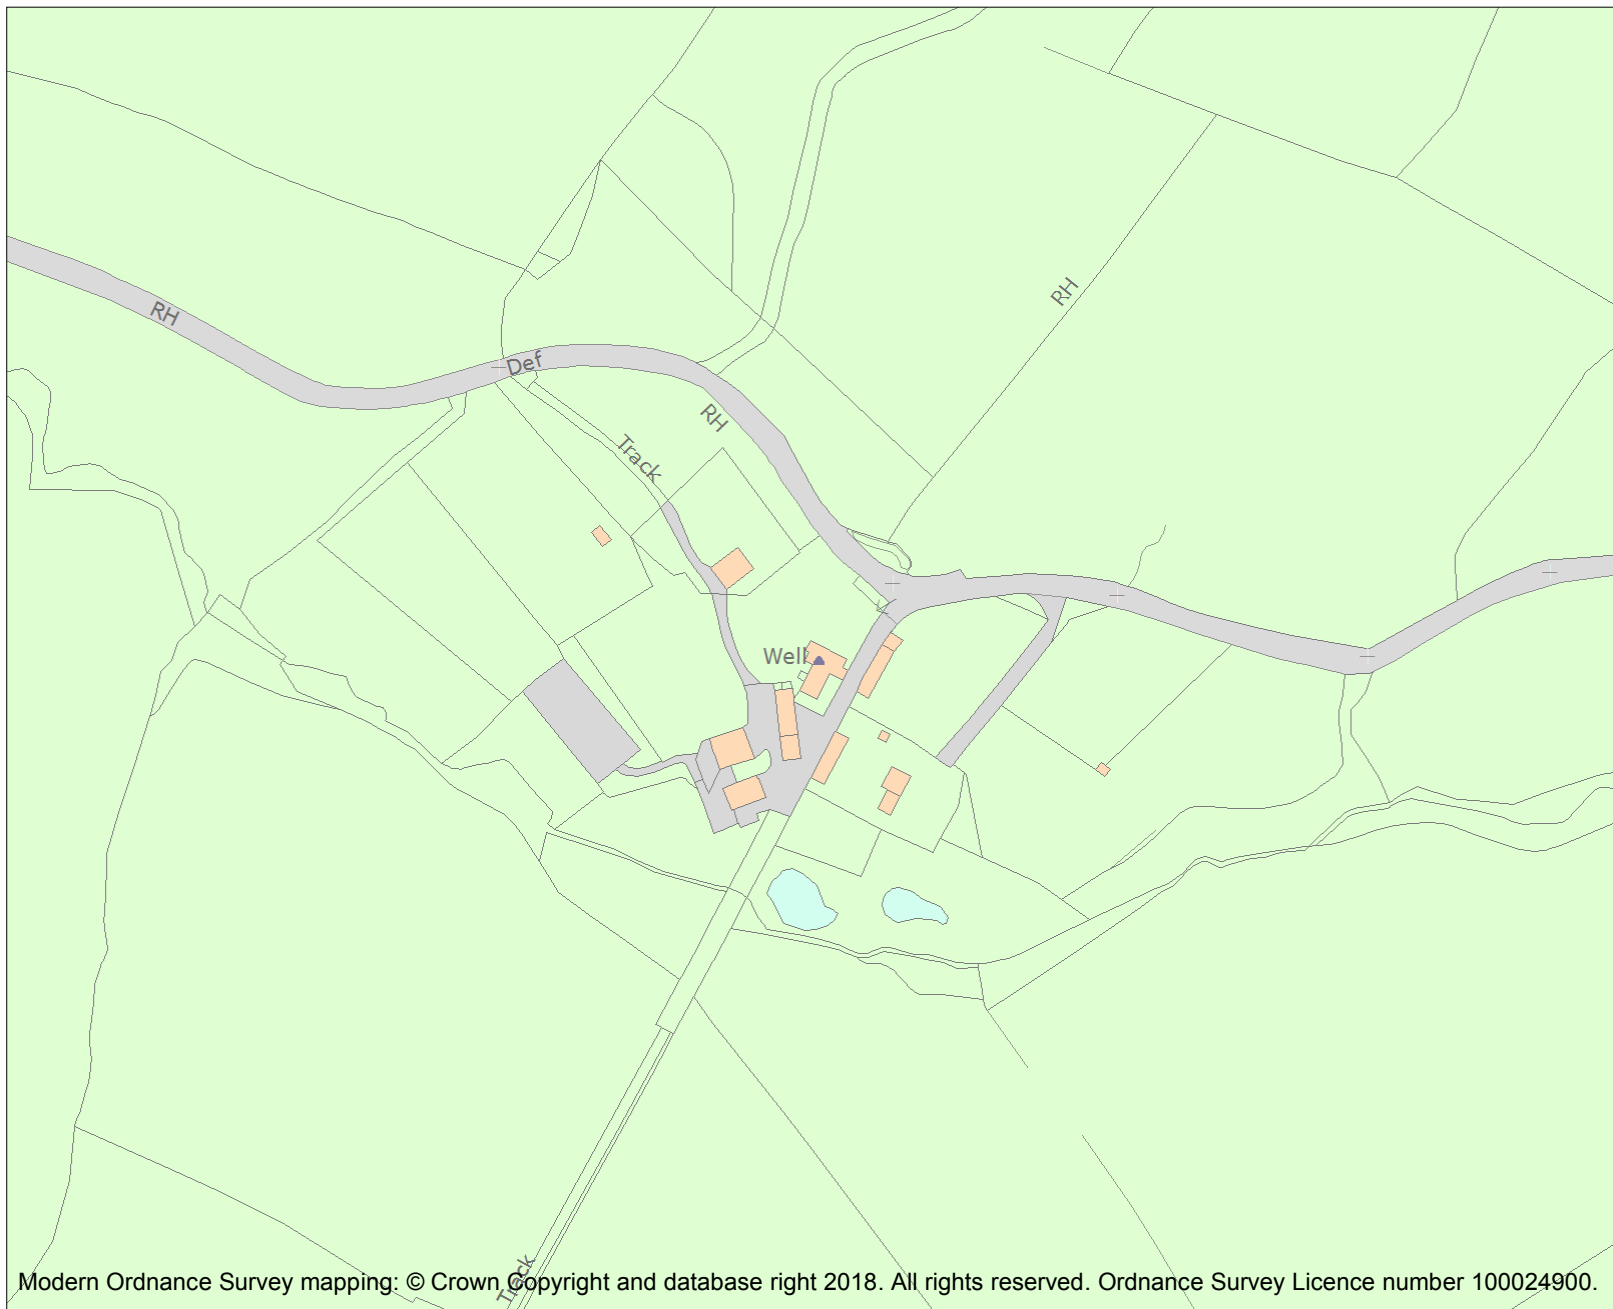 RH
RH
Def
RH
Track
Well
Track
Modern Ordnance Survey mapping: © Crown Copyright and database right 2018. All rights reserved. Ordnance Survey Licence number 100024900.